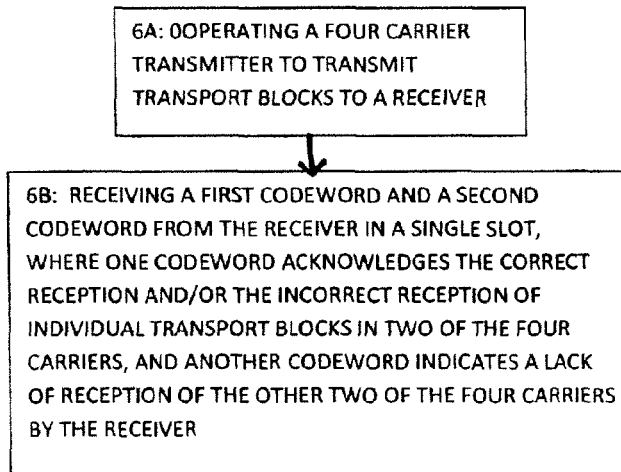 6A: 0OPERATING A FOUR CARRIER
TRANSMITTER TO TRANSMIT
TRANSPORT BLOCKS TO A RECEIVER
6B: RECEIVING A FIRST CODEWORD AND A SECOND
CODEWORD FROM THE RECEIVER IN A SINGLE SLOT,
WHERE ONE CODEWORD ACKNOWLEDGES THE CORRECT
RECEPTION AND/OR THE INCORRECT RECEPTION OF
INDIVIDUAL TRANSPORT BLOCKS IN TWO OF THE FOUR
CARRIERS, AND ANOTHER CODEWORD INDICATES A LACK
OF RECEPTION OF THE OTHER TWO OF THE FOUR CARRIERS
BY THE RECEIVER